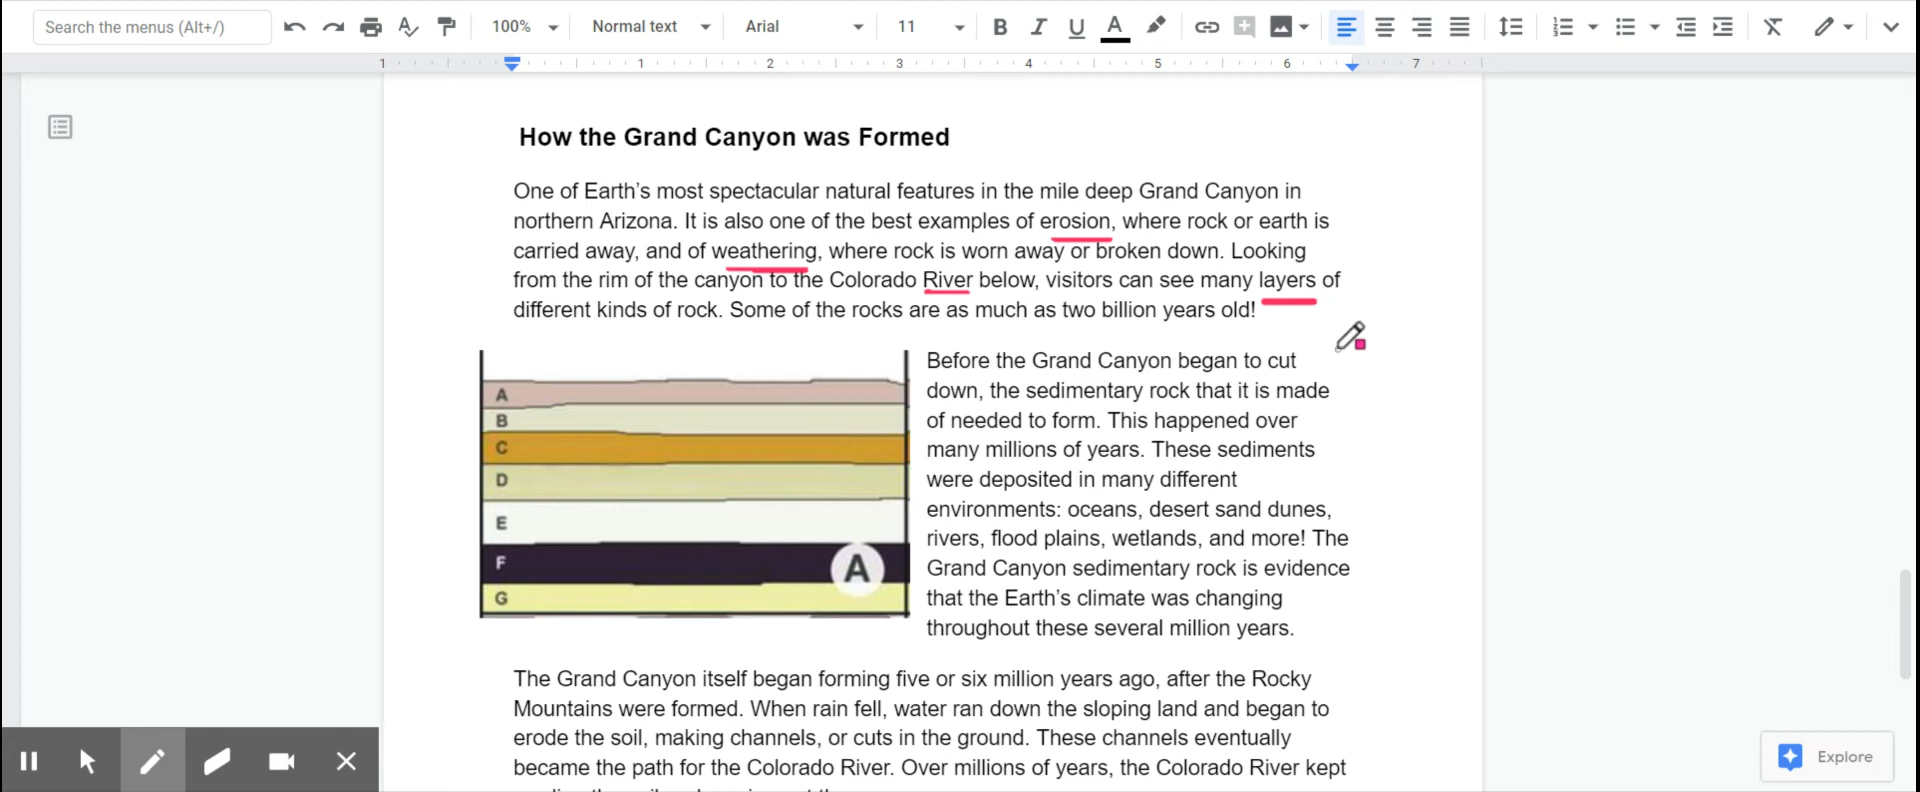 Search the menus (Alt+/) 100% Normal text Arial 11 B I U A
1 1 2 3 4 5 6 7
How the Grand Canyon was Formed
One of Earth's most spectacular natural features in the mile deep Grand Canyon in
northern Arizona. It is also one of the best examples of erosion, where rock or earth is
carried away, and of weathering, where rock is worn away or broken down. Looking
from the rim of the canyon to the Colorado River below, visitors can see many layers of
different kinds of rock. Some of the rocks are as much as two billion years old!
A
B
C
D
E
F
G
A
Before the Grand Canyon began to cut
down, the sedimentary rock that it is made
of needed to form. This happened over
many millions of years. These sediments
were deposited in many different
environments: oceans, desert sand dunes,
rivers, flood plains, wetlands, and more! The
Grand Canyon sedimentary rock is evidence
that the Earth's climate was changing
throughout these several million years.
The Grand Canyon itself began forming five or six million years ago, after the Rocky
Mountains were formed. When rain fell, water ran down the sloping land and began to
erode the soil, making channels, or cuts in the ground. These channels eventually
became the path for the Colorado River. Over millions of years, the Colorado River kept
Explore